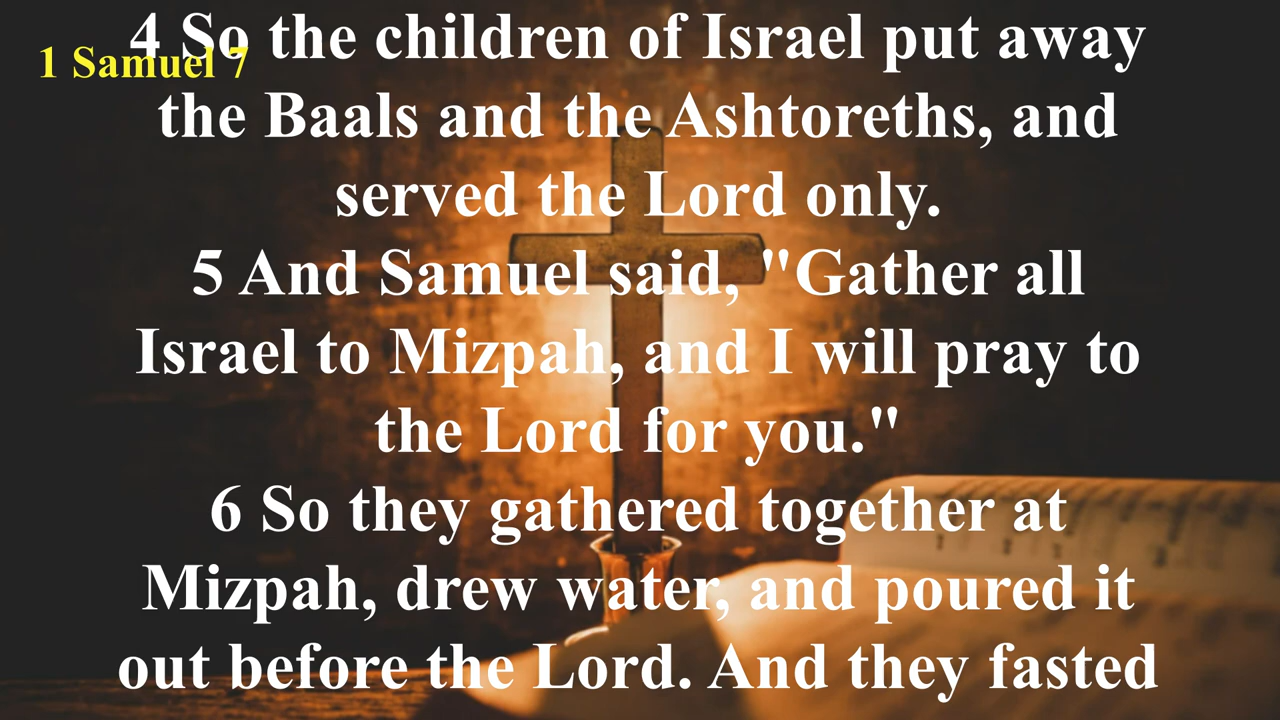 1 Samuel 7
4 So the children of Israel put away
the Baals and the Ashtoreths, and
served the Lord only.
5 And Samuel said, "Gather all
Israel to Mizpah, and I will pray to
the Lord for you."
6 So they gathered together at
Mizpah, drew water, and poured it
out before the Lord. And they fasted